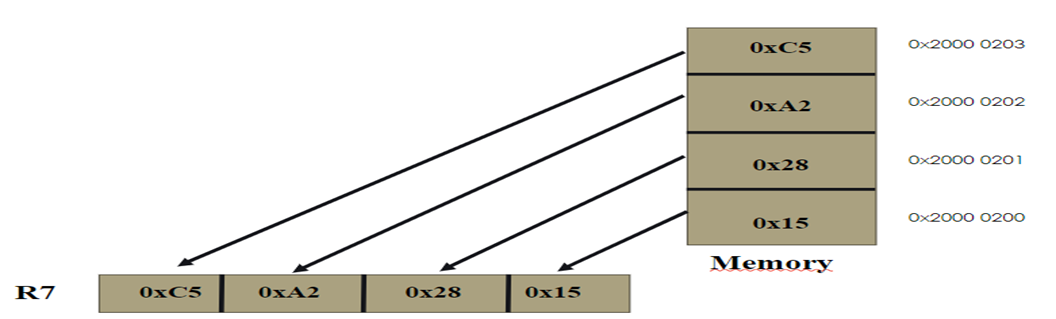 0xC5 0x2000 0203
0xA2 0x2000 0202
0x28 0x2000 0201
0x15 0x2000 0200
Memory
R7 0xC5 0xA2 0x28 0x15